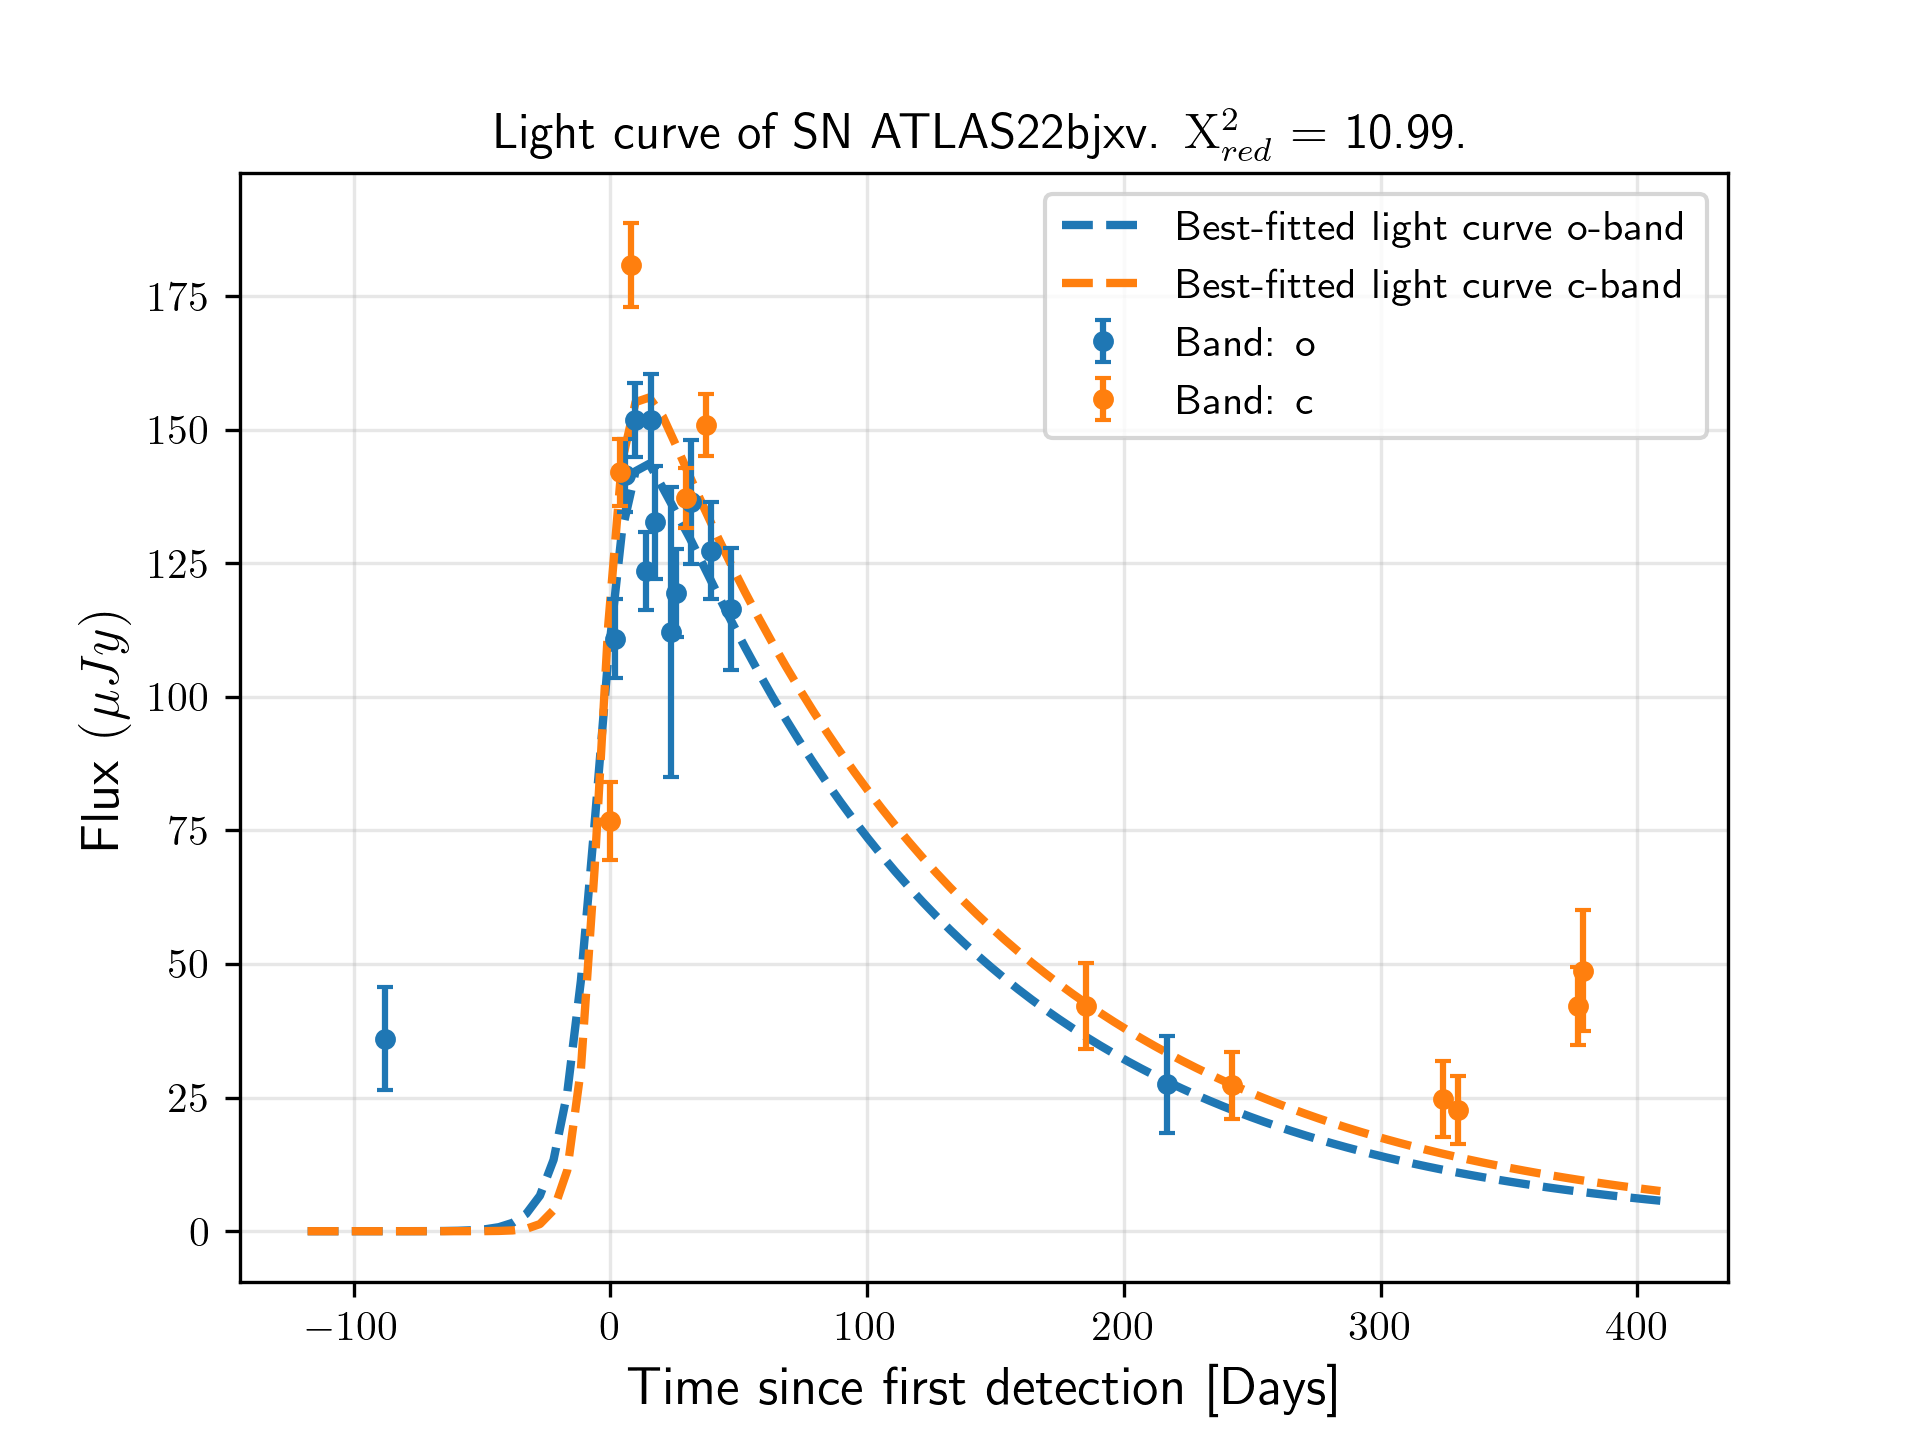 Light curve of SN ATLAS22bjxv. X²_red = 10.99.
Best-fitted light curve o-band
Best-fitted light curve c-band
Band: o
Band: c
Flux (μJy)
175
150
125
100
75
50
25
0
−100 0 100 200 300 400
Time since first detection [Days]